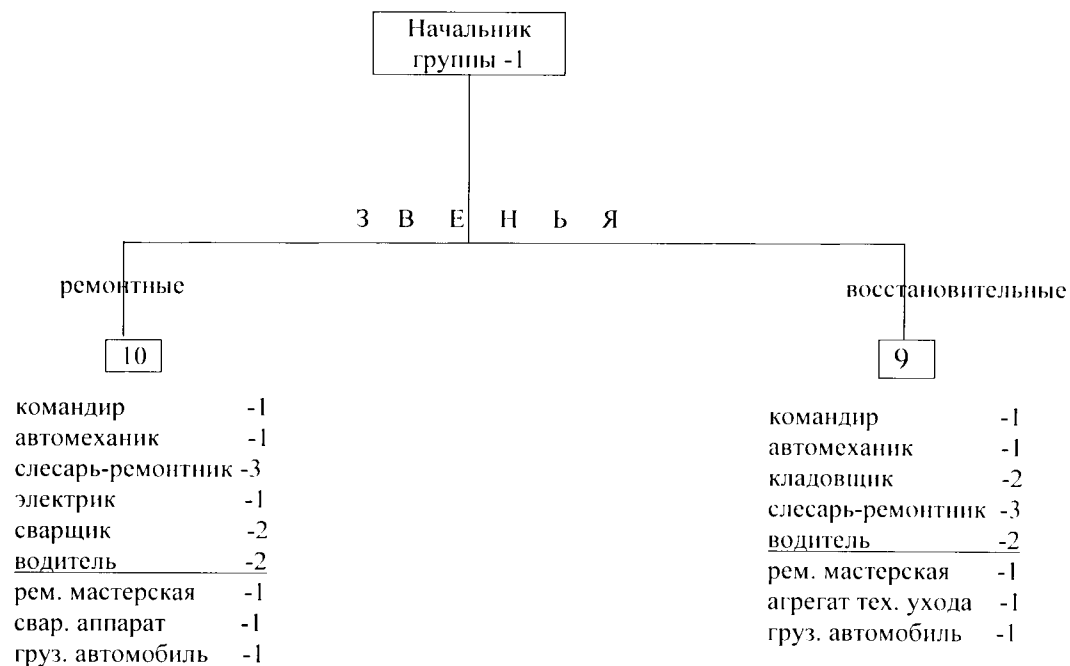 Начальник
группы -1
З В Е Н Ь Я
ремонтные
10
командир -1
автомеханик -1
слесарь-ремонтник -3
электрик -1
сварщик -2
водитель -2
рем. мастерская -1
свар. аппарат -1
груз. автомобиль -1
восстановительные
9
командир -1
автомеханик -1
кладовщик -2
слесарь-ремонтник -3
водитель -2
рем. мастерская -1
агрегат тех. ухода -1
груз. автомобиль -1